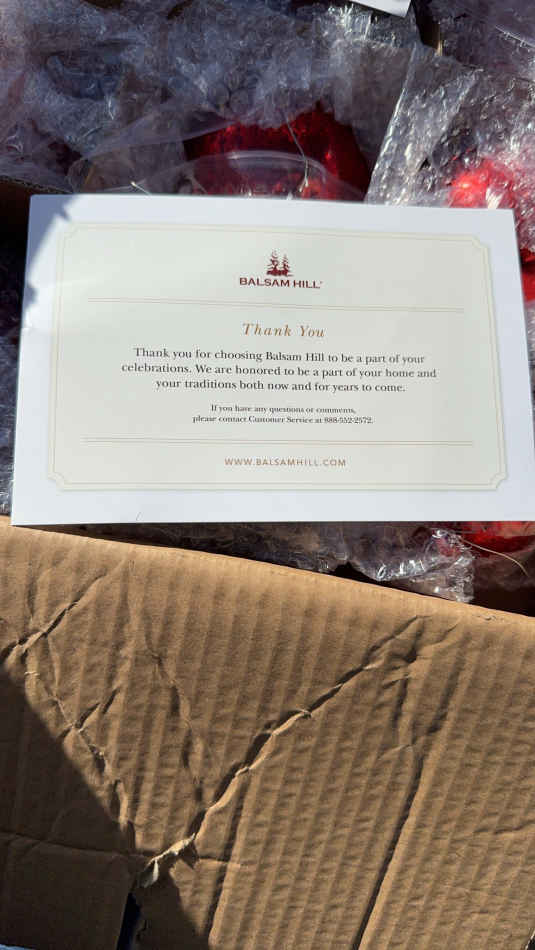 BALSAM HILL®
Thank You
Thank you for choosing Balsam Hill to be a part of your
celebrations. We are honored to be a part of your home and
your traditions both now and for years to come.
If you have any questions or comments,
please contact Customer Service at 888-552-2572.
WWW.BALSAMHILL.COM